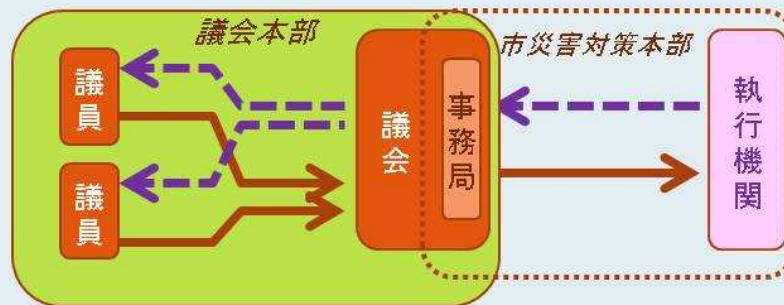 議会本部
市災害対策本部
議員
議員
議会
事務局
執行機関